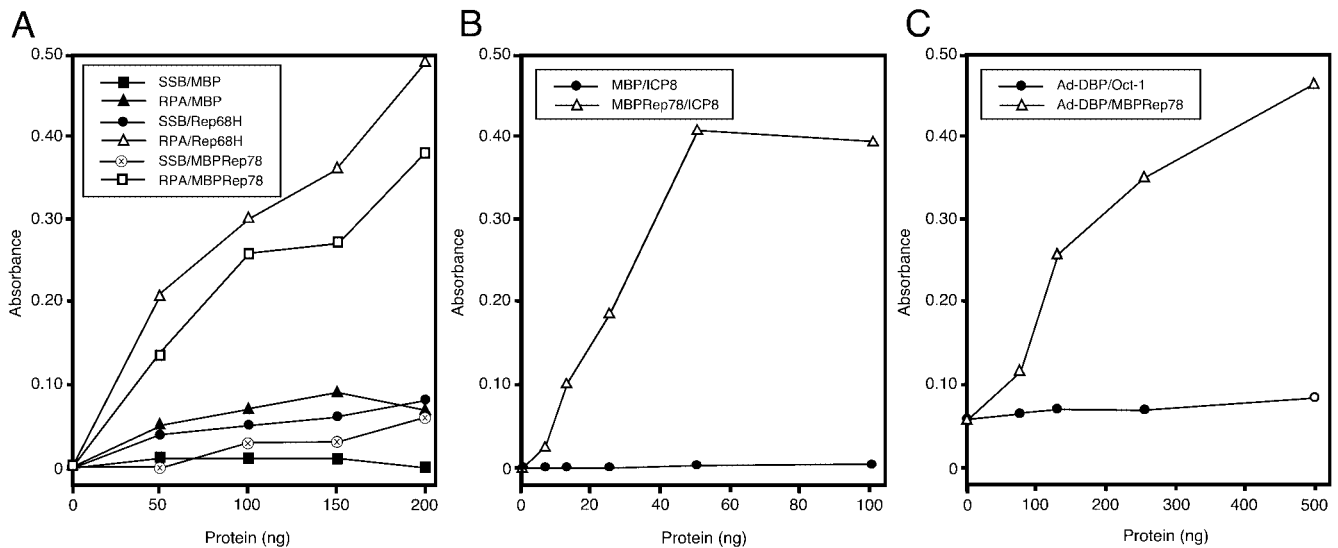 A
0.50
0.40
0.30
0.20
0.10
0
Absorbance
SSB/MBP
RPA/MBP
SSB/Rep68H
RPA/Rep68H
SSB/MBPRep78
RPA/MBPRep78
0 50 100 150 200
Protein (ng)
B
0.50
0.40
0.30
0.20
0.10
0
Absorbance
MBP/ICP8
MBPRep78/ICP8
0 20 40 60 80 100
Protein (ng)
C
0.50
0.40
0.30
0.20
0.10
0
Absorbance
Ad-DBP/Oct-1
Ad-DBP/MBPRep78
0 100 200 300 400 500
Protein (ng)